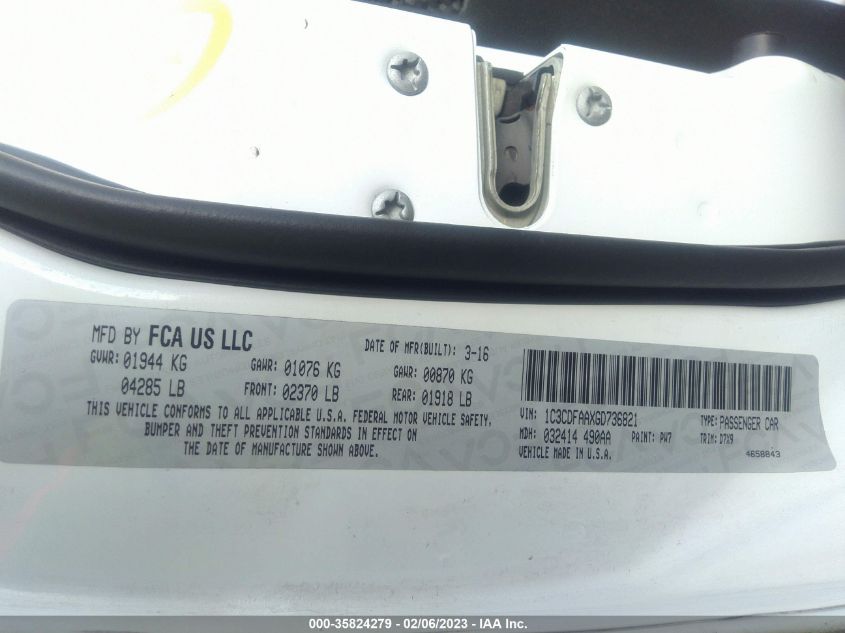 MFD BY FCA US LLC
DATE OF MFR(BUILT): 3-16
GVWR: 01944 KG
GAWR: 01076 KG
GAWR: 00870 KG
04285 LB
FRONT: 02370 LB
REAR: 01918 LB
THIS VEHICLE CONFORMS TO ALL APPLICABLE U.S.A. FEDERAL MOTOR VEHICLE SAFETY,
BUMPER AND THEFT PREVENTION STANDARDS IN EFFECT ON
THE DATE OF MANUFACTURE SHOWN ABOVE.
VIN: 1C3CDFAAXGD736821
TYPE: PASSENGER CAR
MDH: 032414 490AA
PAINT: PW7
TRIM: D7X9
VEHICLE MADE IN U.S.A.
4658843
000-35824279 - 02/06/2023 - IAA Inc.